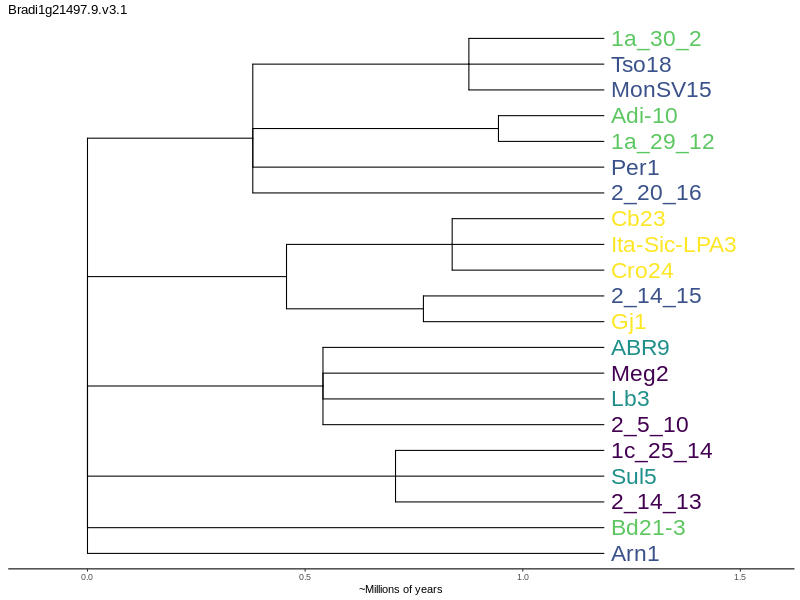 Bradi1g21497.9.v3.1
1a_30_2
Tso18
MonSV15
Adi-10
1a_29_12
Per1
2_20_16
Cb23
Ita-Sic-LPA3
Cro24
2_14_15
Gj1
ABR9
Meg2
Lb3
2_5_10
1c_25_14
Sul5
2_14_13
Bd21-3
Arn1
0.0 0.5 1.0 1.5
~Millions of years